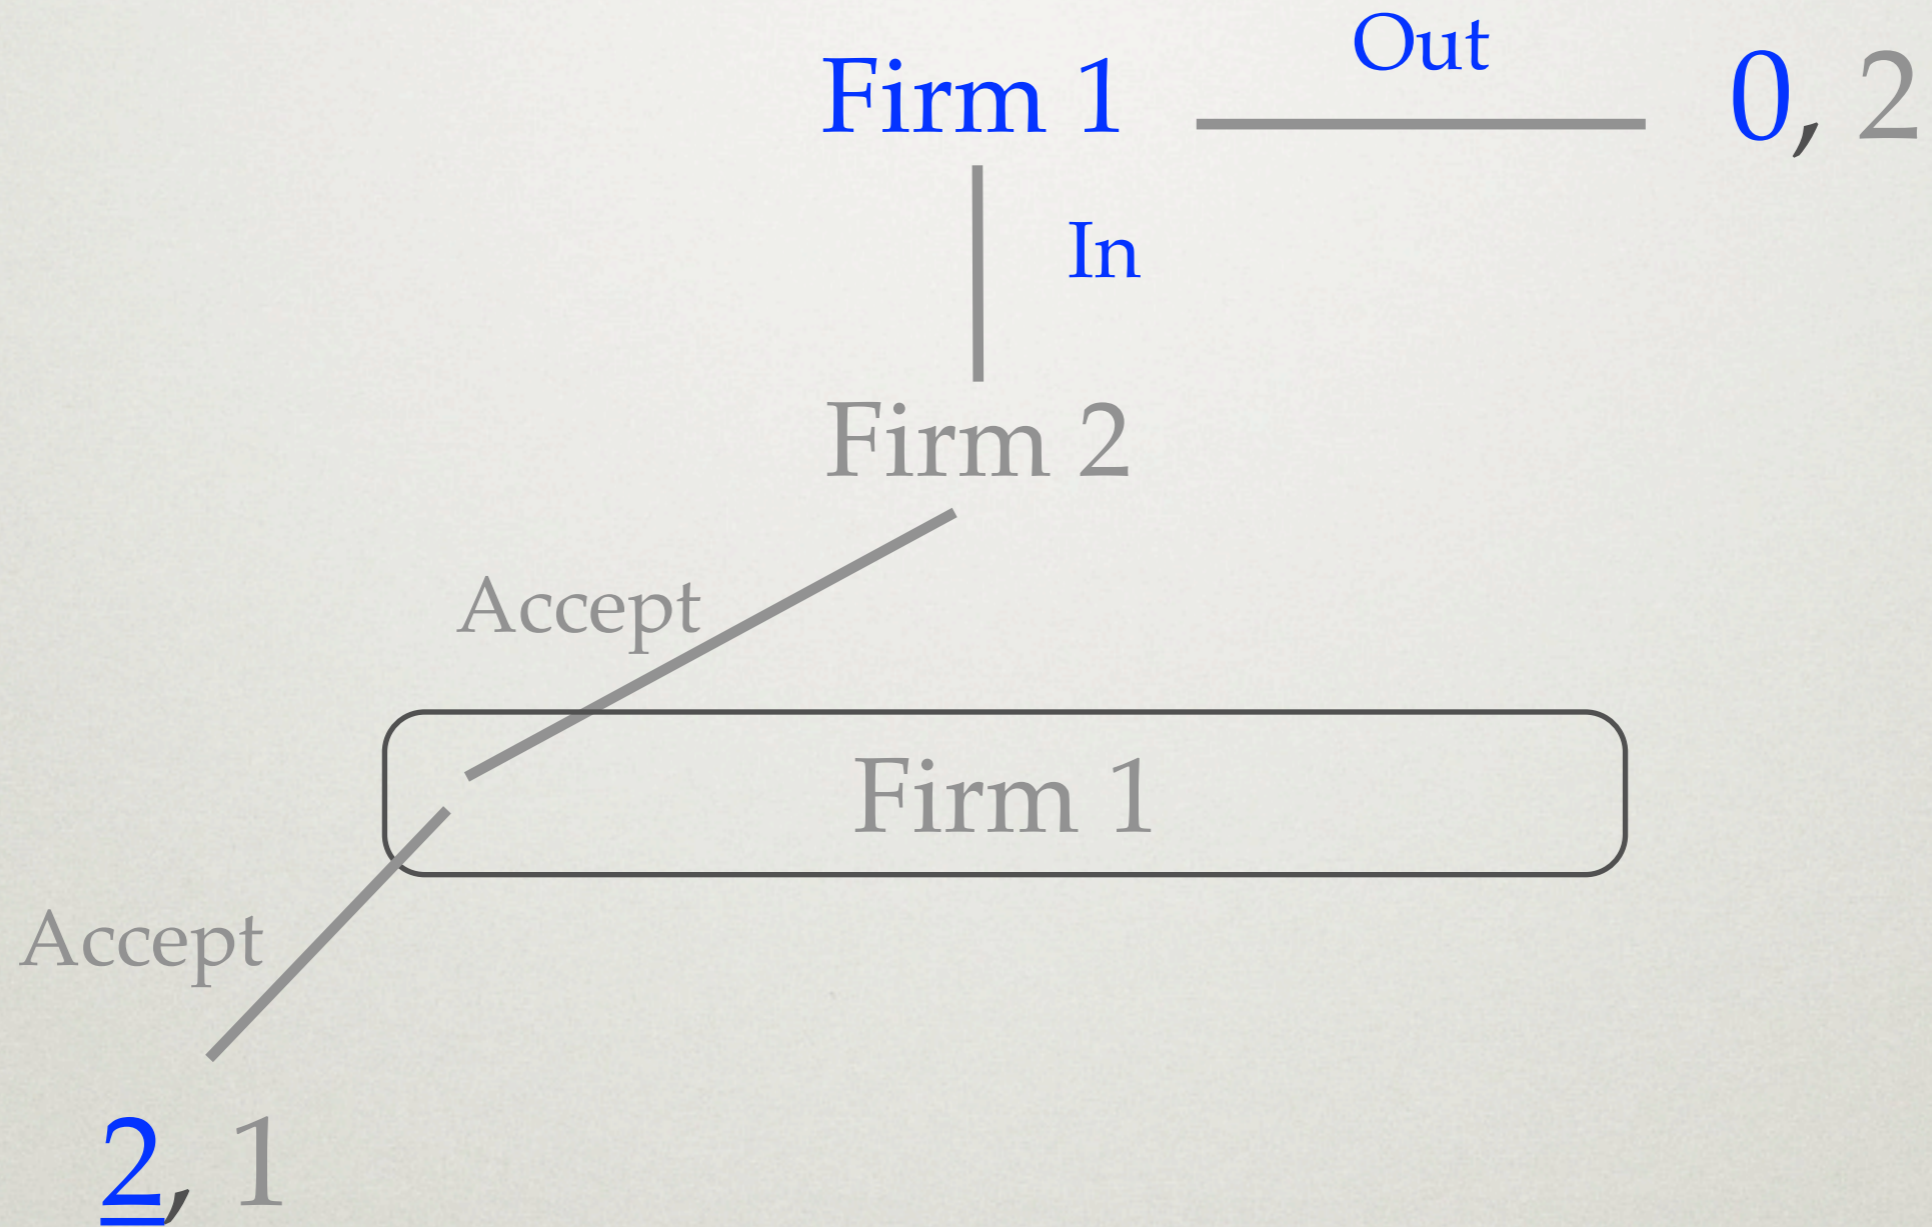 Out
Firm 1 0, 2
In
Firm 2
Accept
Firm 1
Accept
2, 1